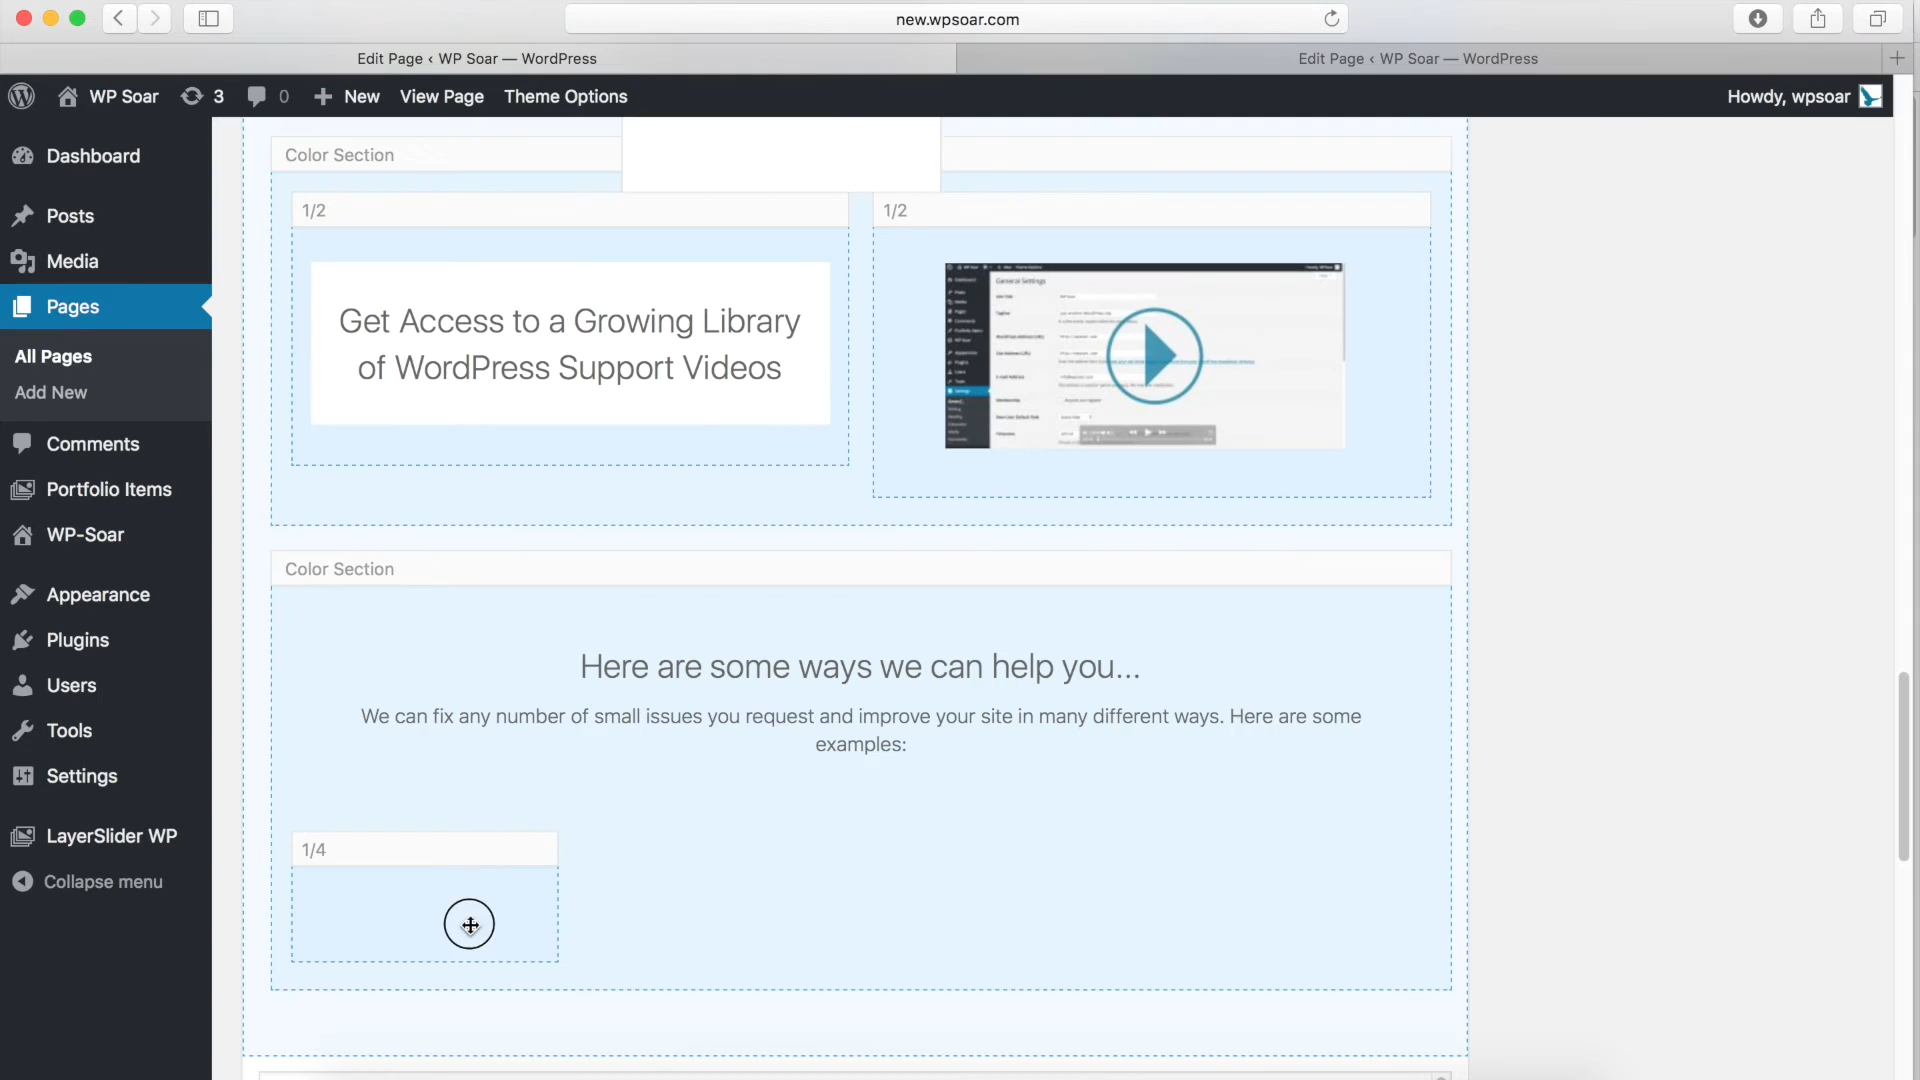 new.wpsoar.com
Edit Page ‹ WP Soar — WordPress
Edit Page ‹ WP Soar — WordPress
WP Soar
3
0
New
View Page
Theme Options
Howdy, wpsoar
Dashboard
Posts
Media
Pages
All Pages
Add New
Comments
Portfolio Items
WP-Soar
Appearance
Plugins
Users
Tools
Settings
LayerSlider WP
Collapse menu
Color Section
1/2
1/2
Get Access to a Growing Library
of WordPress Support Videos
General Settings
Color Section
Here are some ways we can help you...
We can fix any number of small issues you request and improve your site in many different ways. Here are some
examples:
1/4